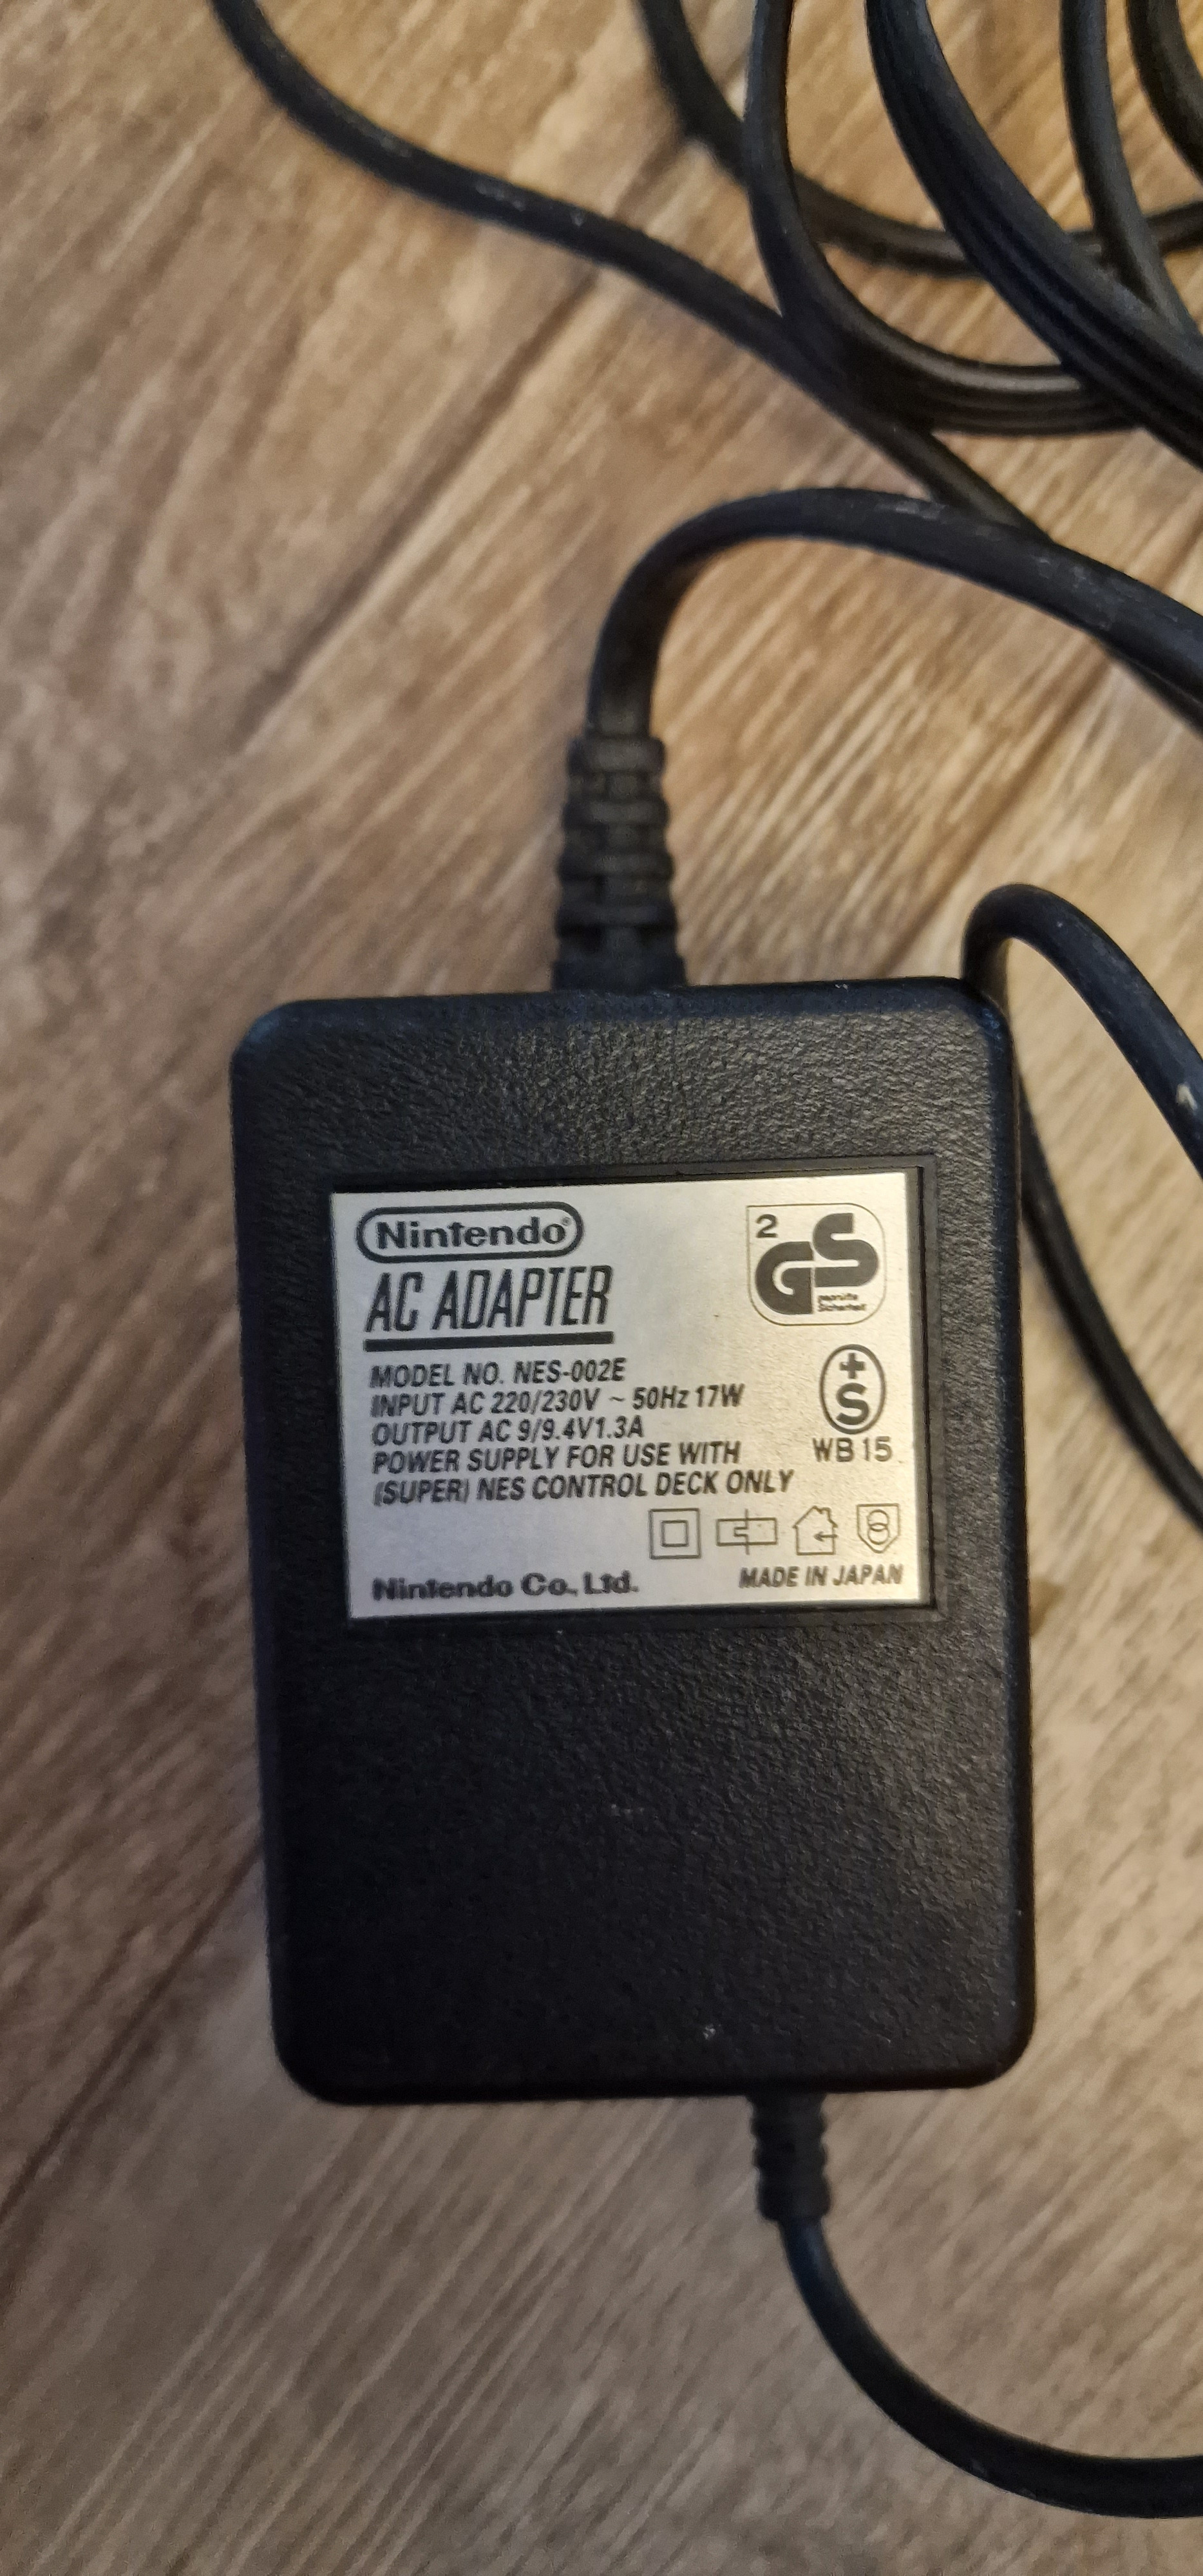 Nintendo®
AC ADAPTER
MODEL NO. NES-002E
INPUT AC 220/230V ~ 50Hz 17W
OUTPUT AC 9/9.4V1.3A
POWER SUPPLY FOR USE WITH
(SUPER) NES CONTROL DECK ONLY
Nintendo Co., Ltd.
2
GS
geprüfte
Sicherheit
+
S
WB 15
MADE IN JAPAN